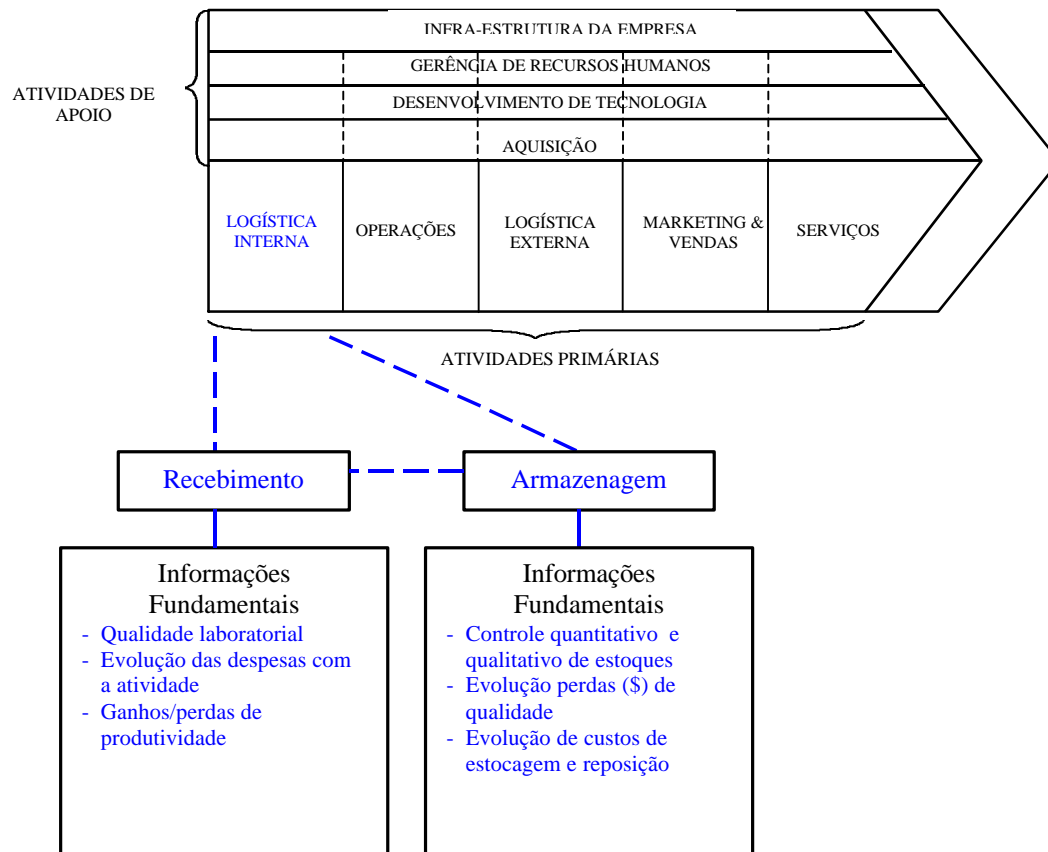 INFRA-ESTRUTURA DA EMPRESA
GERÊNCIA DE RECURSOS HUMANOS
ATIVIDADES DE
APOIO
DESENVOLVIMENTO DE TECNOLOGIA
AQUISIÇÃO
LOGÍSTICA
INTERNA
OPERAÇÕES
LOGÍSTICA
EXTERNA
MARKETING &
VENDAS
SERVIÇOS
ATIVIDADES PRIMÁRIAS
Recebimento
Armazenagem
Informações
Fundamentais
- Qualidade laboratorial
- Evolução das despesas com
a atividade
- Ganhos/perdas de
produtividade
Informações
Fundamentais
- Controle quantitativo e
qualitativo de estoques
- Evolução perdas ($) de
qualidade
- Evolução de custos de
estocagem e reposição